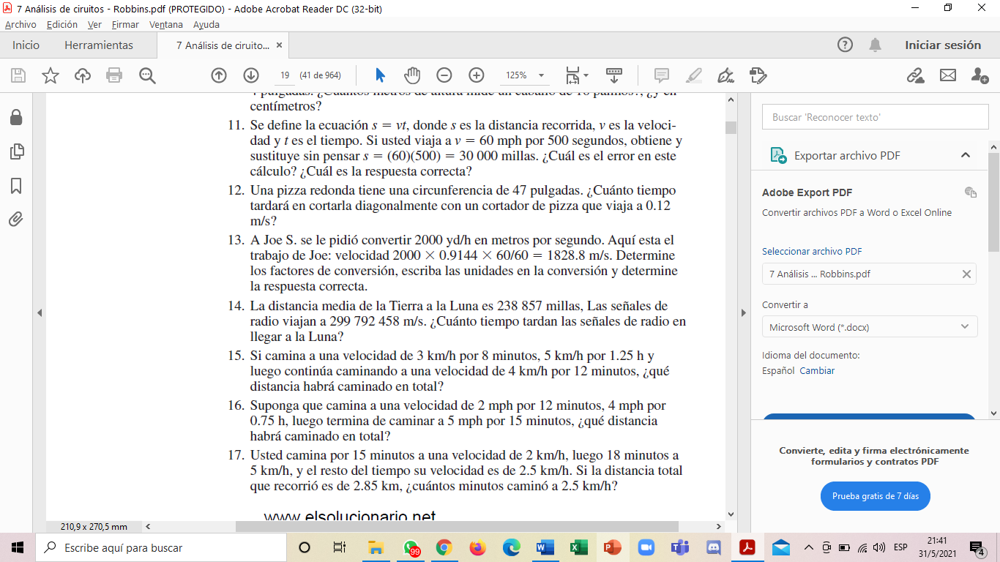 7 Análisis de ciruitos - Robbins.pdf (PROTEGIDO) - Adobe Acrobat Reader DC (32-bit)
Archivo Edición Ver Firmar Ventana Ayuda
Inicio Herramientas 7 Análisis de ciruito... × Iniciar sesión
19 (41 de 964) 125%
4 pulgadas. ¿Cuántos metros de altura mide un caballo de 16 palmos?, ¿y en
centímetros?
11. Se define la ecuación s = vt, donde s es la distancia recorrida, v es la veloci-
dad y t es el tiempo. Si usted viaja a v = 60 mph por 500 segundos, obtiene y
sustituye sin pensar s = (60)(500) = 30 000 millas. ¿Cuál es el error en este
cálculo? ¿Cuál es la respuesta correcta?
12. Una pizza redonda tiene una circunferencia de 47 pulgadas. ¿Cuánto tiempo
tardará en cortarla diagonalmente con un cortador de pizza que viaja a 0.12
m/s?
13. A Joe S. se le pidió convertir 2000 yd/h en metros por segundo. Aquí esta el
trabajo de Joe: velocidad 2000 × 0.9144 × 60/60 = 1828.8 m/s. Determine
los factores de conversión, escriba las unidades en la conversión y determine
la respuesta correcta.
14. La distancia media de la Tierra a la Luna es 238 857 millas, Las señales de
radio viajan a 299 792 458 m/s. ¿Cuánto tiempo tardan las señales de radio en
llegar a la Luna?
15. Si camina a una velocidad de 3 km/h por 8 minutos, 5 km/h por 1.25 h y
luego continúa caminando a una velocidad de 4 km/h por 12 minutos, ¿qué
distancia habrá caminado en total?
16. Suponga que camina a una velocidad de 2 mph por 12 minutos, 4 mph por
0.75 h, luego termina de caminar a 5 mph por 15 minutos, ¿qué distancia
habrá caminado en total?
17. Usted camina por 15 minutos a una velocidad de 2 km/h, luego 18 minutos a
5 km/h, y el resto del tiempo su velocidad es de 2.5 km/h. Si la distancia total
que recorrió es de 2.85 km, ¿cuántos minutos caminó a 2.5 km/h?
www.elsolucionario.net
210,9 x 270,5 mm
Buscar 'Reconocer texto'
Exportar archivo PDF
Adobe Export PDF
Convertir archivos PDF a Word o Excel Online
Seleccionar archivo PDF
7 Análisis ... Robbins.pdf
Convertir a
Microsoft Word (*.docx)
Idioma del documento:
Español Cambiar
Convierte, edita y firma electrónicamente
formularios y contratos PDF
Prueba gratis de 7 días
Escribe aquí para buscar
99
ESP
21:41
31/5/2021
4